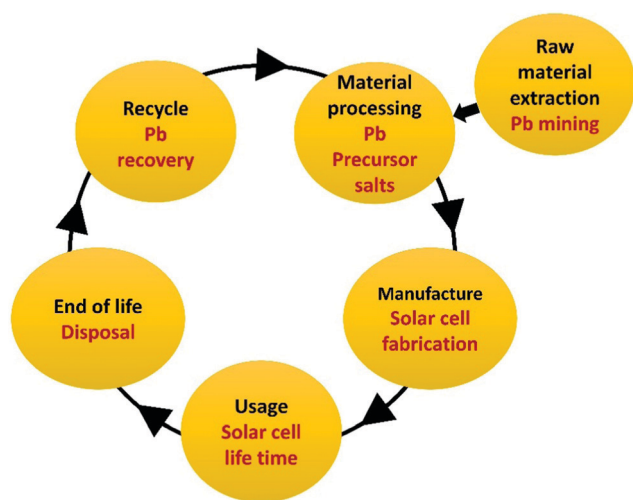 Raw
material
extraction
Pb mining
Material
processing
Pb
Precursor
salts
Recycle
Pb
recovery
Manufacture
Solar cell
fabrication
End of life
Disposal
Usage
Solar cell
life time